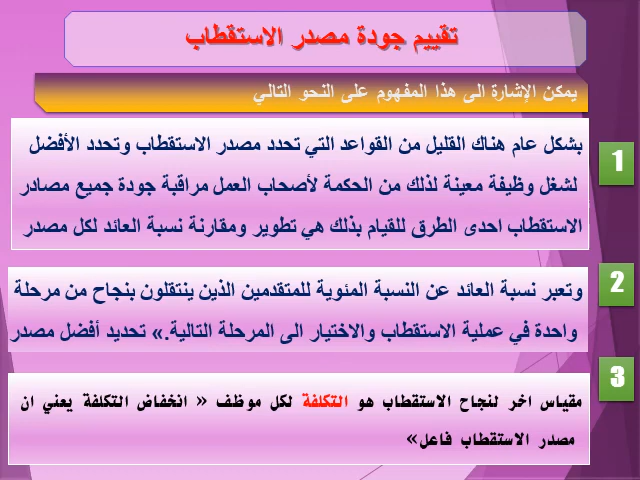 تقييم جودة مصدر الاستقطاب
يمكن الإشارة الى هذا المفهوم على النحو التالي
1
بشكل عام هناك القليل من القواعد التي تحدد مصدر الاستقطاب وتحدد الأفضل
لشغل وظيفة معينة لذلك من الحكمة لأصحاب العمل مراقبة جودة جميع مصادر
الاستقطاب احدى الطرق للقيام بذلك هي تطوير ومقارنة نسبة العائد لكل مصدر
2
وتعبر نسبة العائد عن النسبة المئوية للمتقدمين الذين ينتقلون بنجاح من مرحلة
واحدة في عملية الاستقطاب والاختيار الى المرحلة التالية.» تحديد أفضل مصدر
3
مقياس اخر لنجاح الاستقطاب هو التكلفة لكل موظف « انخفاض التكلفة يعني ان
مصدر الاستقطاب فاعل»